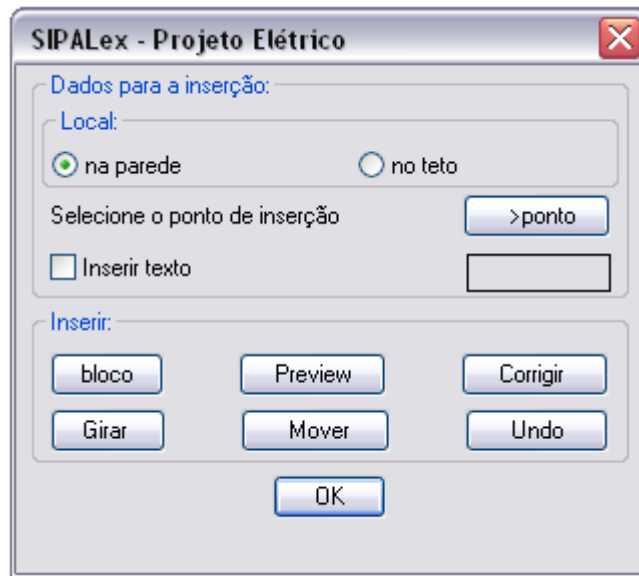 SIPALex - Projeto Elétrico
Dados para a inserção:
Local:
na parede no teto
Selecione o ponto de inserção >ponto
Inserir texto
Inserir:
bloco Preview Corrigir
Girar Mover Undo
OK